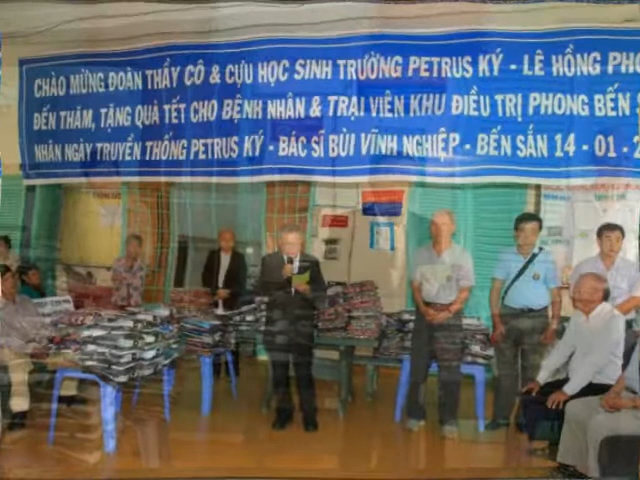 CHÀO MỪNG ĐOÀN THẦY CÔ & CỰU HỌC SINH TRƯỜNG PETRUS KÝ - LÊ HỒNG PHO
ĐẾN THĂM, TẶNG QUÀ TẾT CHO BỆNH NHÂN & TRẠI VIÊN KHU ĐIỀU TRỊ PHONG BẾN
NHÂN NGÀY TRUYỀN THỐNG PETRUS KÝ - BÁC SĨ BÙI VĨNH NGHIỆP - BẾN SẮN 14 - 01 - 2